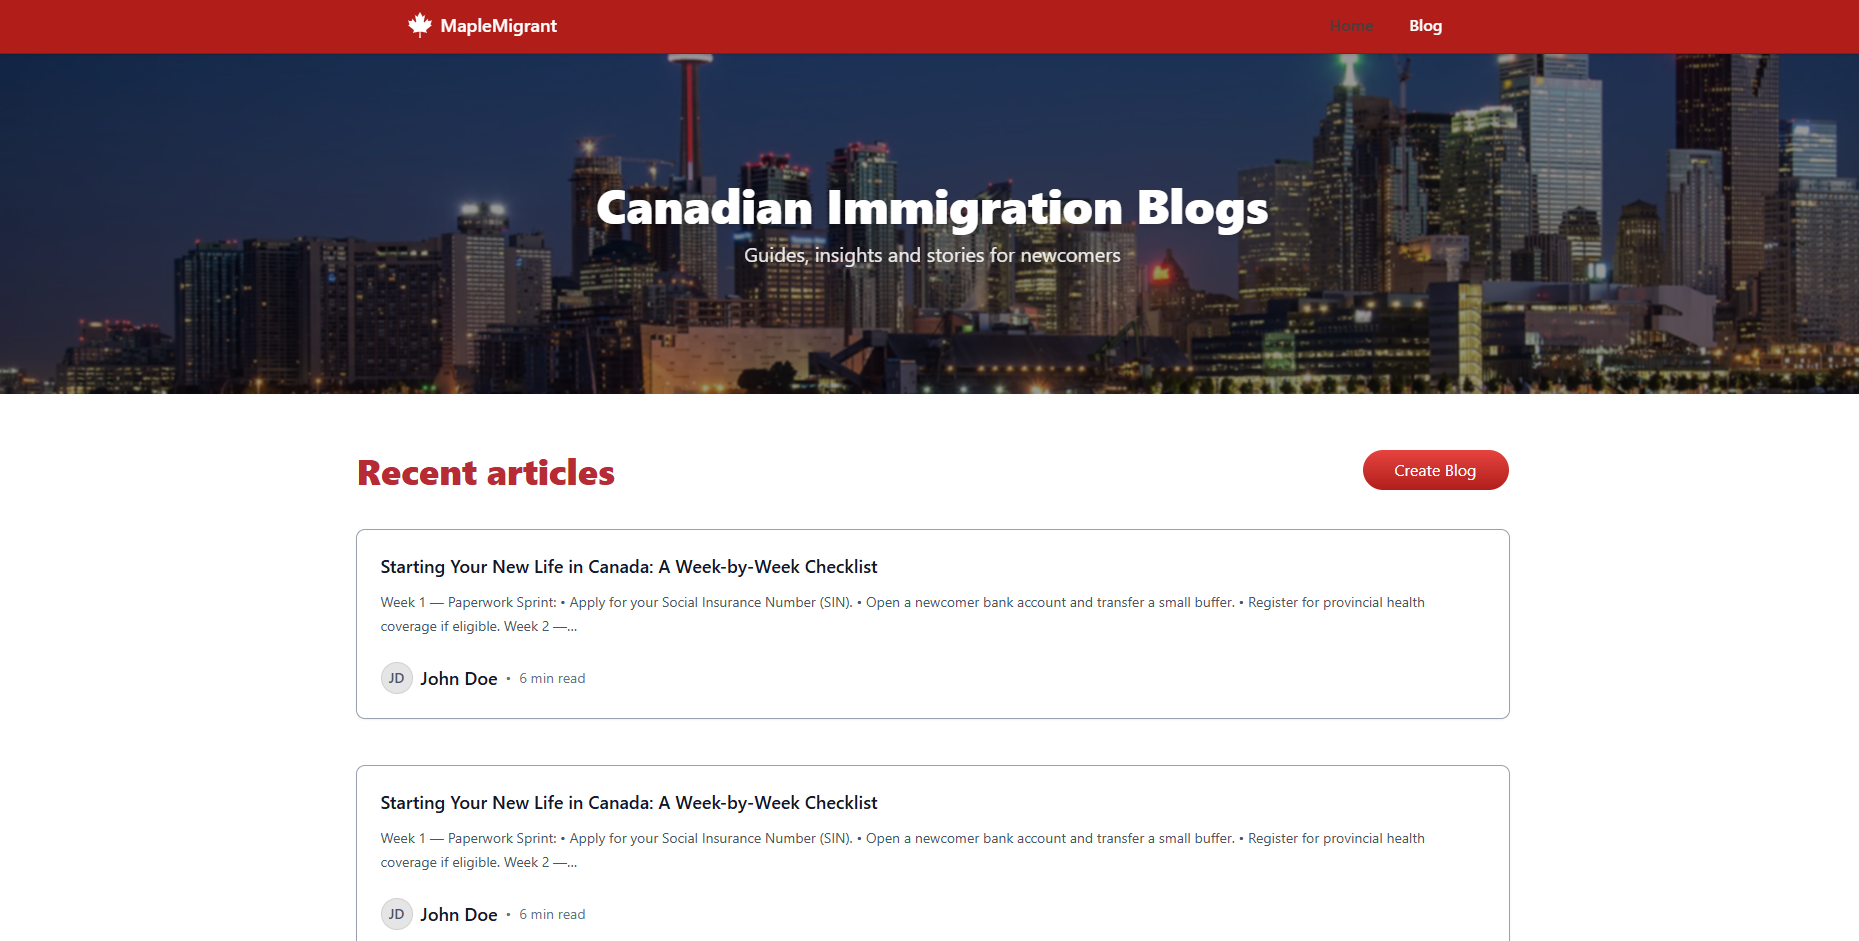 MapleMigrant
Home
Blog
Canadian Immigration Blogs
Guides, insights and stories for newcomers
Recent articles
Create Blog
Starting Your New Life in Canada: A Week-by-Week Checklist
Week 1 — Paperwork Sprint: • Apply for your Social Insurance Number (SIN). • Open a newcomer bank account and transfer a small buffer. • Register for provincial health
coverage if eligible. Week 2 —...
JD John Doe • 6 min read
Starting Your New Life in Canada: A Week-by-Week Checklist
Week 1 — Paperwork Sprint: • Apply for your Social Insurance Number (SIN). • Open a newcomer bank account and transfer a small buffer. • Register for provincial health
coverage if eligible. Week 2 —...
JD John Doe • 6 min read